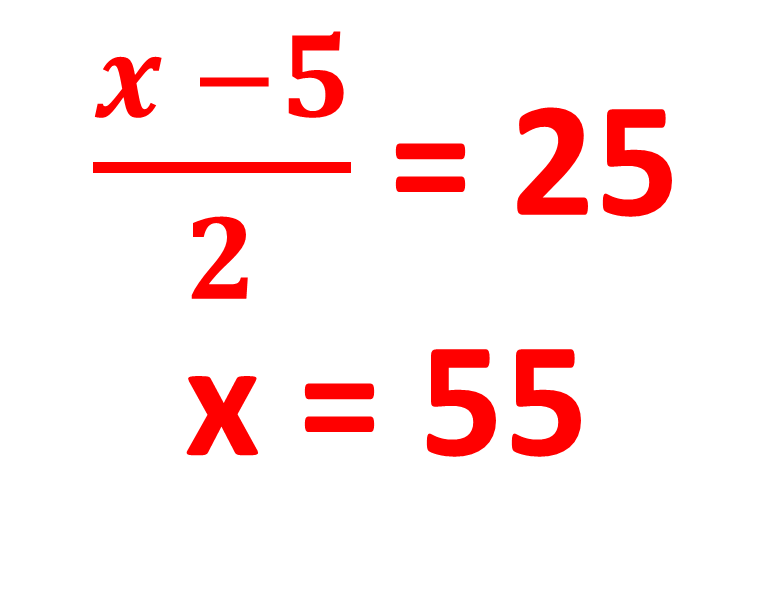 x − 5
2
= 25
x = 55